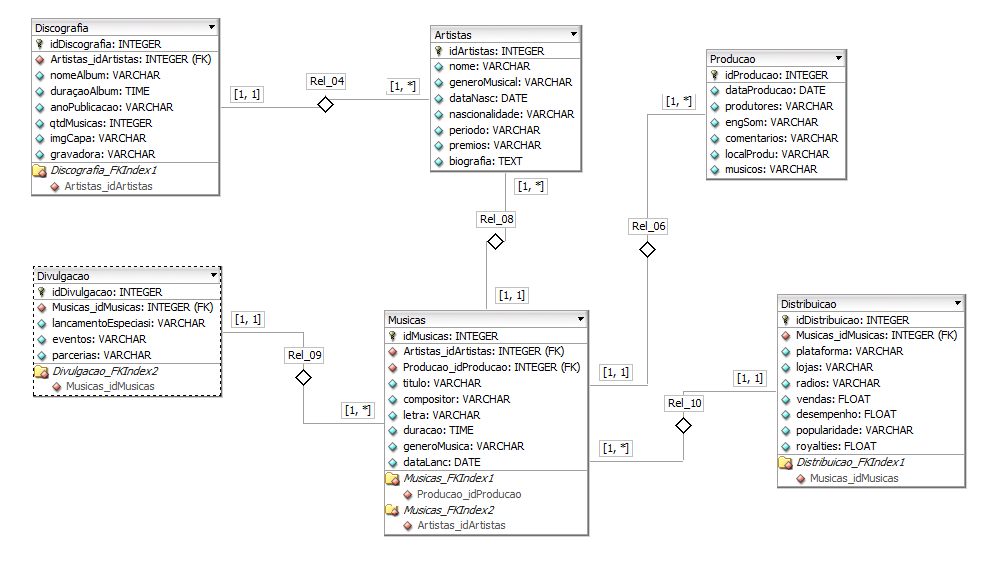 Discografia
idDiscografia: INTEGER
Artistas_idArtistas: INTEGER (FK)
nomeAlbum: VARCHAR
duraçaoAlbum: TIME
anoPublicacao: VARCHAR
qtdMusicas: INTEGER
imgCapa: VARCHAR
gravadora: VARCHAR
Discografia_FKIndex1
Artistas_idArtistas
[1, 1]
Rel_04
[1, *]
Artistas
idArtistas: INTEGER
nome: VARCHAR
generoMusical: VARCHAR
dataNasc: DATE
nascionalidade: VARCHAR
periodo: VARCHAR
premios: VARCHAR
biografia: TEXT
[1, *]
Rel_08
[1, 1]
Producao
idProducao: INTEGER
dataProducao: DATE
produtores: VARCHAR
engSom: VARCHAR
comentarios: VARCHAR
localProdu: VARCHAR
musicos: VARCHAR
[1, *]
Rel_06
[1, 1]
Divulgacao
idDivulgacao: INTEGER
Musicas_idMusicas: INTEGER (FK)
lancamentoEspeciasi: VARCHAR
eventos: VARCHAR
parcerias: VARCHAR
Divulgacao_FKIndex2
Musicas_idMusicas
[1, 1]
Rel_09
[1, *]
Musicas
idMusicas: INTEGER
Artistas_idArtistas: INTEGER (FK)
Producao_idProducao: INTEGER (FK)
titulo: VARCHAR
compositor: VARCHAR
letra: VARCHAR
duracao: TIME
generoMusica: VARCHAR
dataLanc: DATE
Musicas_FKIndex1
Producao_idProducao
Musicas_FKIndex2
Artistas_idArtistas
[1, 1]
Rel_10
[1, *]
Distribuicao
idDistribuicao: INTEGER
Musicas_idMusicas: INTEGER (FK)
plataforma: VARCHAR
lojas: VARCHAR
radios: VARCHAR
vendas: FLOAT
desempenho: FLOAT
popularidade: VARCHAR
royalties: FLOAT
Distribuicao_FKIndex1
Musicas_idMusicas